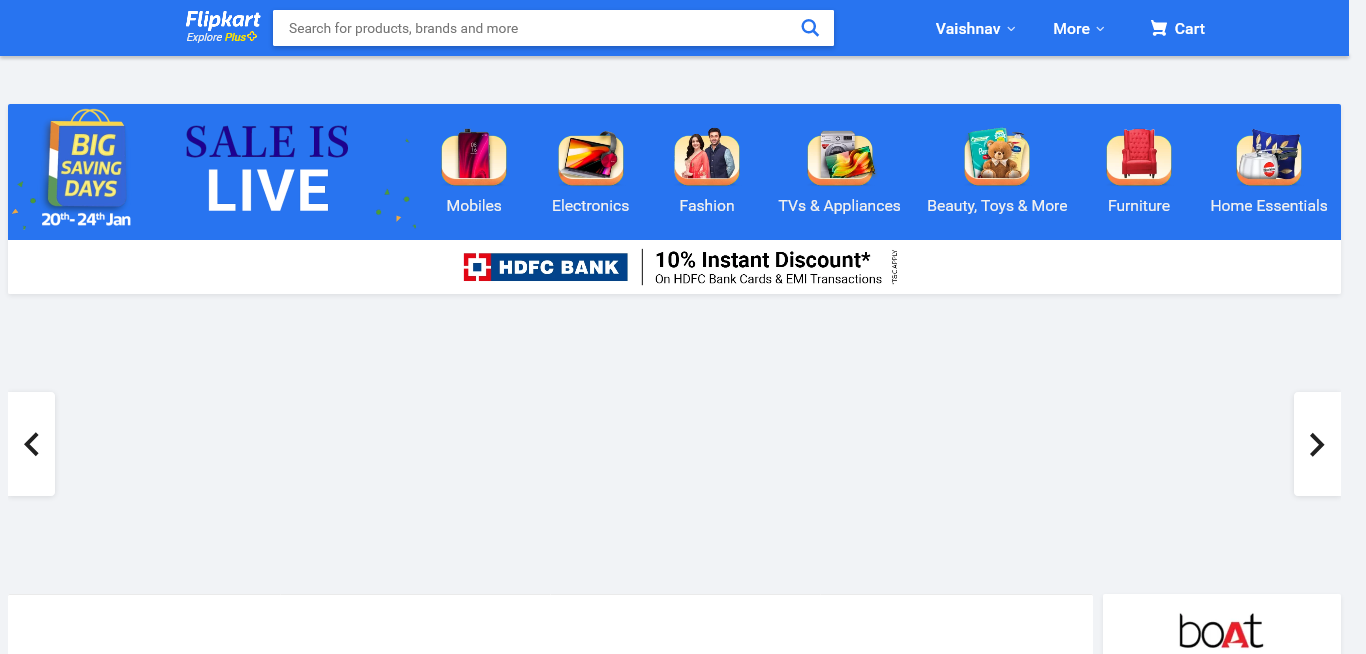 Flipkart
Explore Plus
Search for products, brands and more
Vaishnav
More
Cart
BIG
SAVING
DAYS
20th- 24th Jan
SALE IS
LIVE
Mobiles
Electronics
Fashion
TVs & Appliances
Beauty, Toys & More
Furniture
Home Essentials
HDFC BANK
10% Instant Discount*
On HDFC Bank Cards & EMI Transactions
*T&C APPLY
boAt